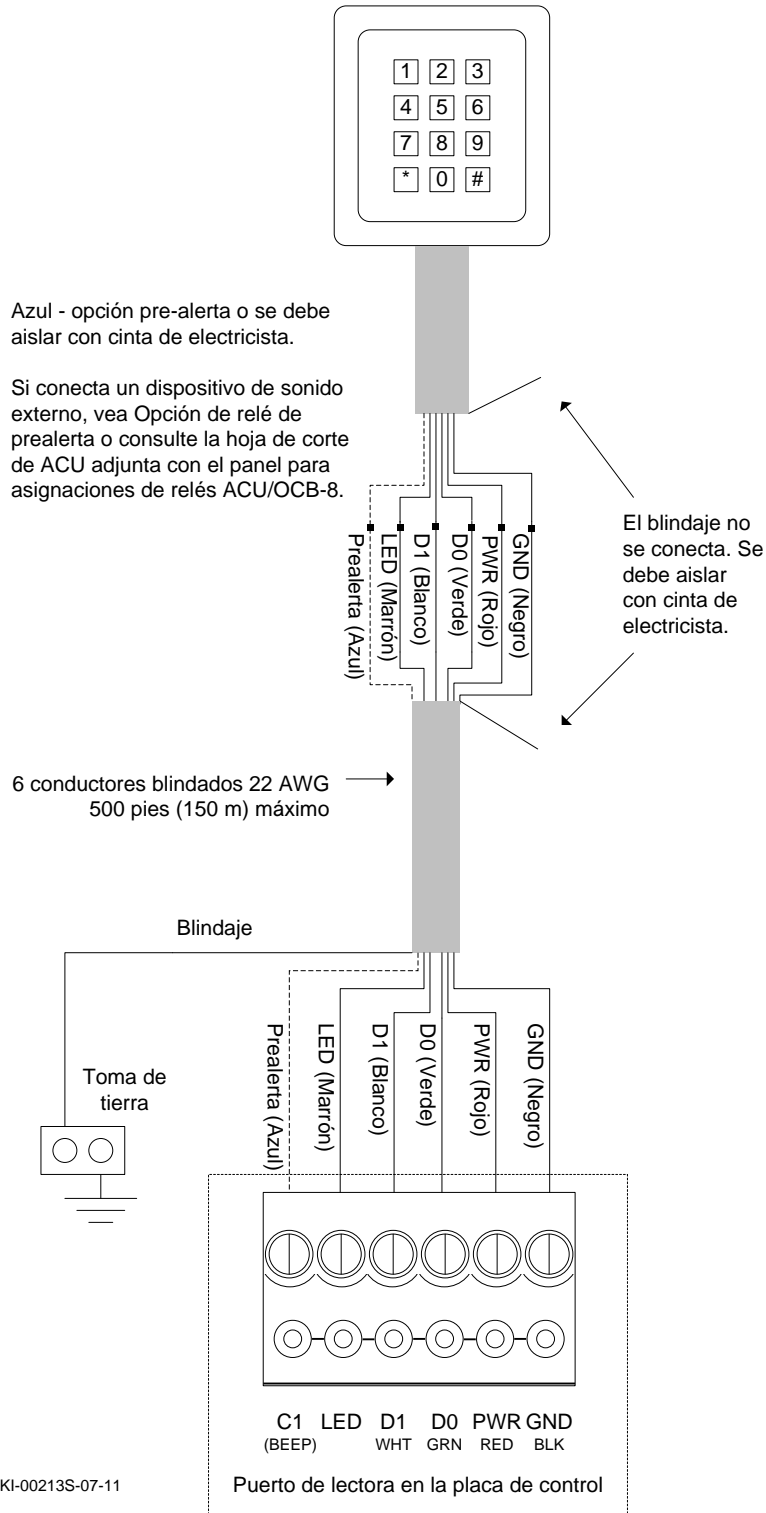 1 2 3
4 5 6
7 8 9
* 0 #
Azul - opción pre-alerta o se debe
aislar con cinta de electricista.
Si conecta un dispositivo de sonido
externo, vea Opción de relé de
prealerta o consulte la hoja de corte
de ACU adjunta con el panel para
asignaciones de relés ACU/OCB-8.
Prealerta (Azul)
LED (Marrón)
D1 (Blanco)
D0 (Verde)
PWR (Rojo)
GND (Negro)
El blindaje no
se conecta. Se
debe aislar
con cinta de
electricista.
6 conductores blindados 22 AWG
500 pies (150 m) máximo
Blindaje
Toma de
tierra
Prealerta (Azul)
LED (Marrón)
D1 (Blanco)
D0 (Verde)
PWR (Rojo)
GND (Negro)
C1 LED D1 D0 PWR GND
(BEEP) WHT GRN RED BLK
KI-00213S-07-11
Puerto de lectora en la placa de control